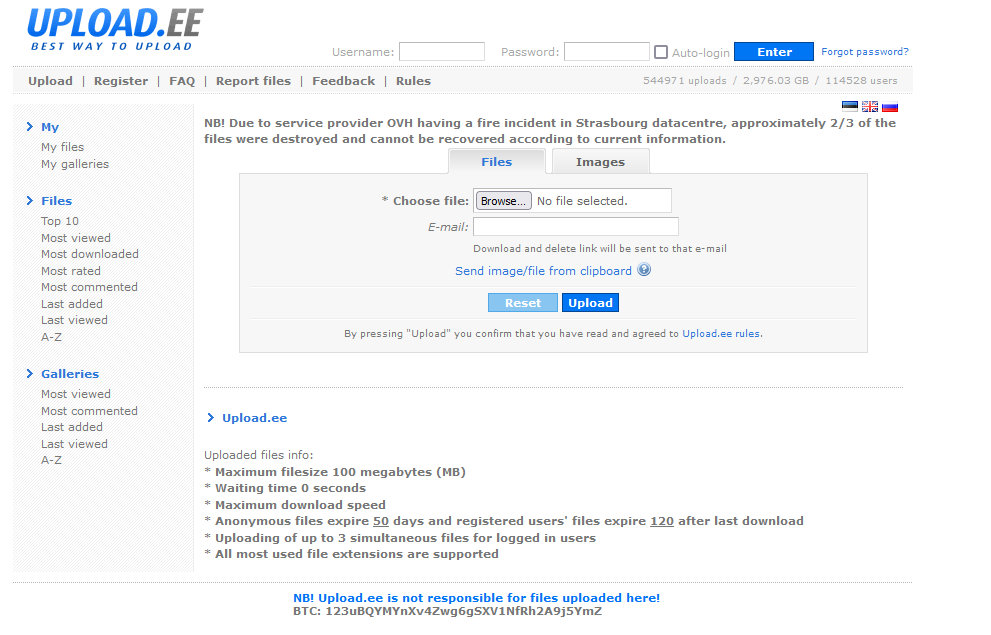 UPLOAD.EE
BEST WAY TO UPLOAD
Username: Password: Auto-login Enter Forgot password?
Upload | Register | FAQ | Report files | Feedback | Rules
544971 uploads / 2,976.03 GB / 114528 users
My
My files
My galleries
Files
Top 10
Most viewed
Most downloaded
Most rated
Most commented
Last added
Last viewed
A-Z
Galleries
Most viewed
Most commented
Last added
Last viewed
A-Z
NB! Due to service provider OVH having a fire incident in Strasbourg datacentre, approximately 2/3 of the
files were destroyed and cannot be recovered according to current information.
Files Images
* Choose file: Browse... No file selected.
E-mail:
Download and delete link will be sent to that e-mail
Send image/file from clipboard ?
Reset Upload
By pressing "Upload" you confirm that you have read and agreed to Upload.ee rules.
Upload.ee
Uploaded files info:
* Maximum filesize 100 megabytes (MB)
* Waiting time 0 seconds
* Maximum download speed
* Anonymous files expire 50 days and registered users' files expire 120 after last download
* Uploading of up to 3 simultaneous files for logged in users
* All most used file extensions are supported
NB! Upload.ee is not responsible for files uploaded here!
BTC: 123uBQYMYnXv4Zwg6gSXV1NfRh2A9j5YmZ